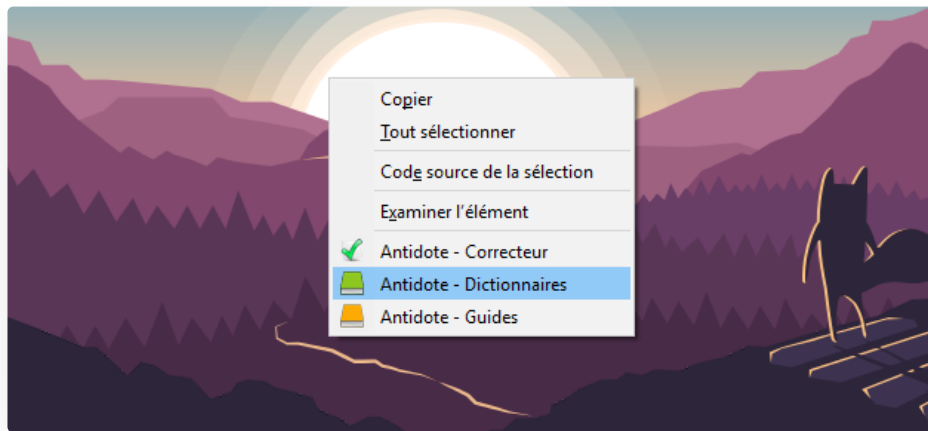 Copier
Tout sélectionner
Code source de la sélection
Examiner l'élément
Antidote - Correcteur
Antidote - Dictionnaires
Antidote - Guides